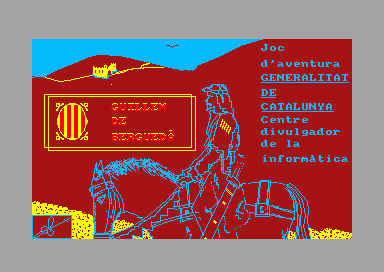 GUILLEM
DE
BERGUEDÀ
Joc
d'aventura
GENERALITAT
DE
CATALUNYA
Centre
divulgador
de la
informàtica